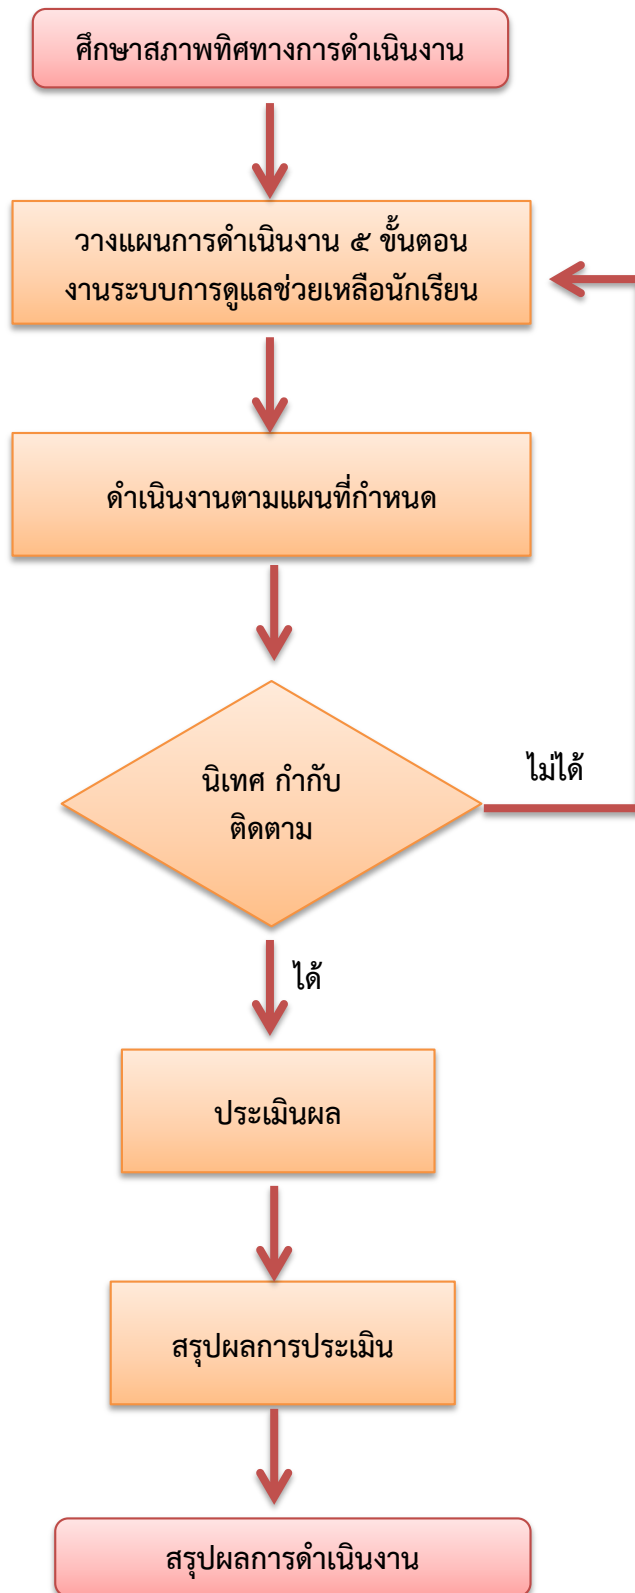 ศึกษาสภาพทิศทางการดำเนินงาน
วางแผนการดำเนินงาน ๕ ขั้นตอน
งานระบบการดูแลช่วยเหลือนักเรียน
ดำเนินงานตามแผนที่กำหนด
นิเทศ กำกับ
ติดตาม
ไม่ได้
ได้
ประเมินผล
สรุปผลการประเมิน
สรุปผลการดำเนินงาน